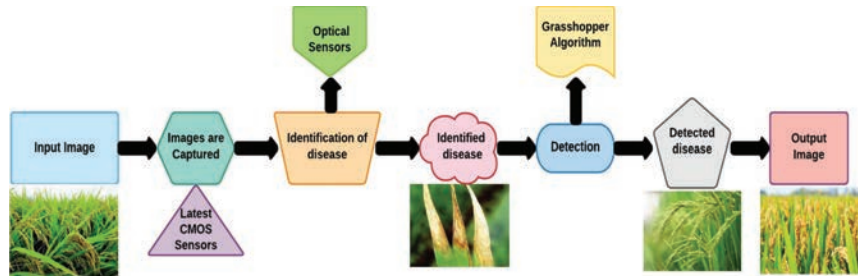 Optical
Sensors
Grasshopper
Algorithm
Input Image
Images are
Captured
Identification of
disease
Identified
disease
Detection
Detected
disease
Output
Image
Latest
CMOS
Sensors